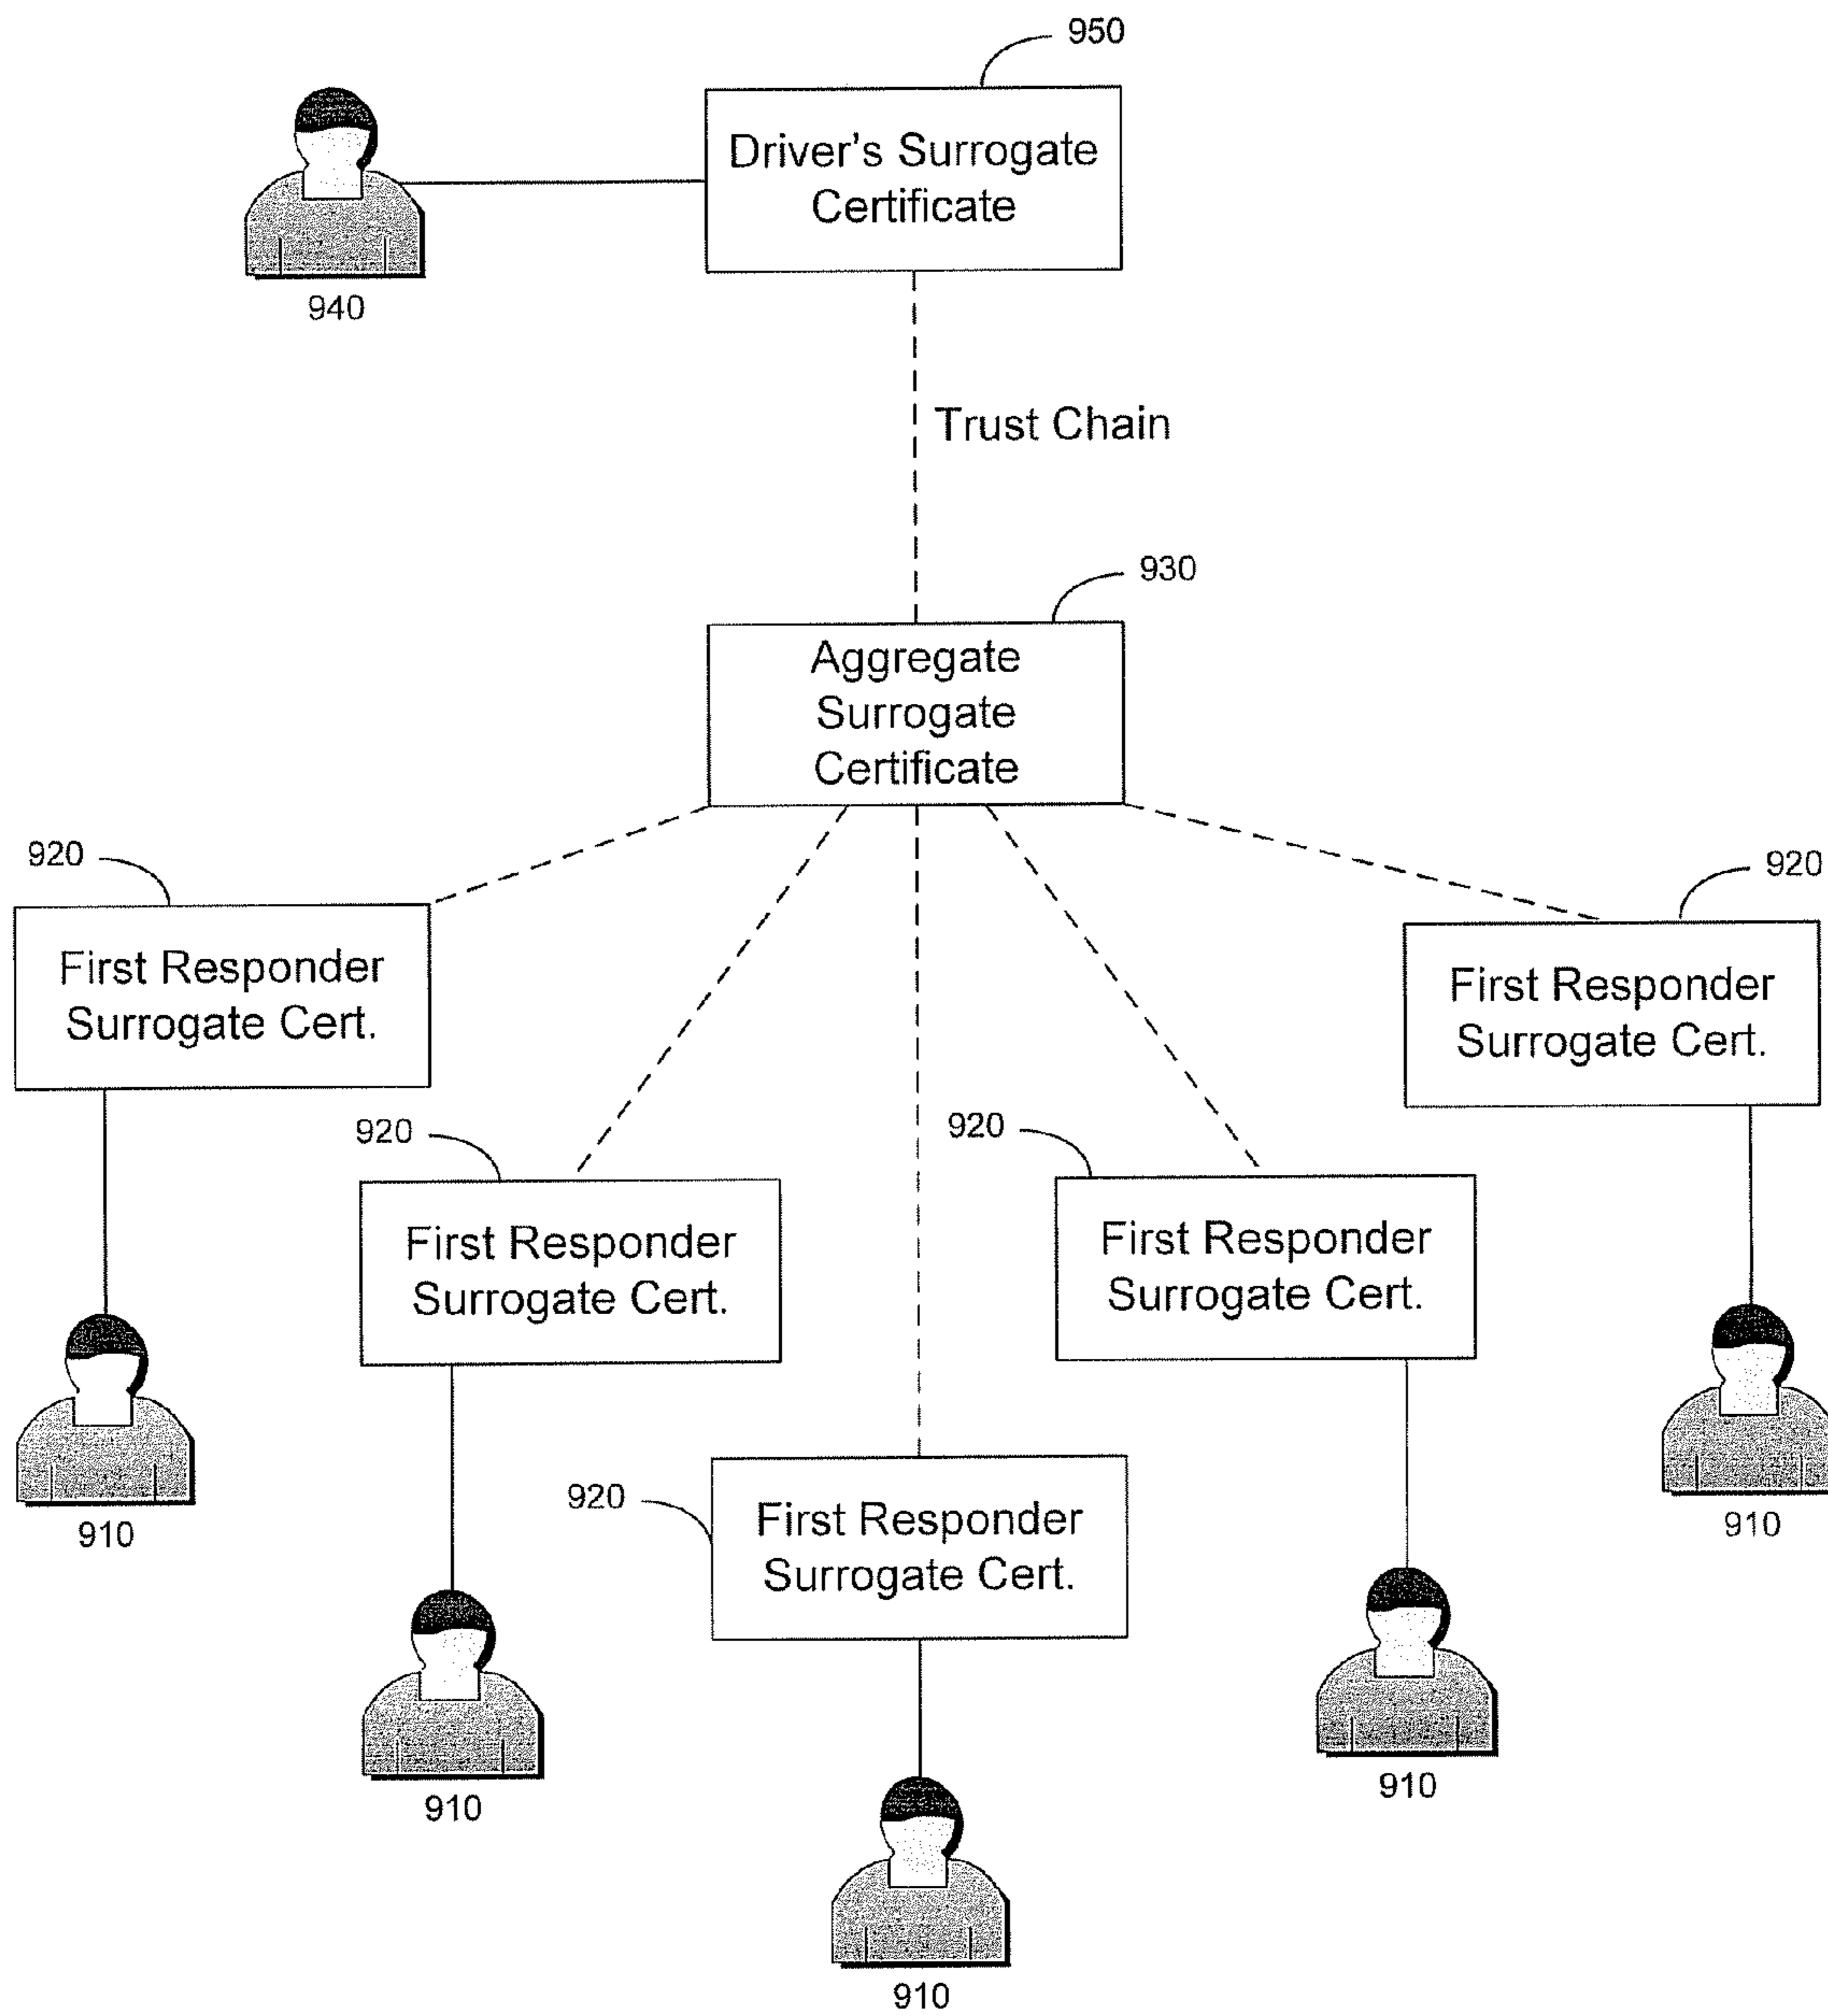 950
Driver's Surrogate
Certificate
940
Trust Chain
930
Aggregate
Surrogate
Certificate
920
First Responder
Surrogate Cert.
920
First Responder
Surrogate Cert.
920
First Responder
Surrogate Cert.
920
First Responder
Surrogate Cert.
920
First Responder
Surrogate Cert.
910
910
910
910
910